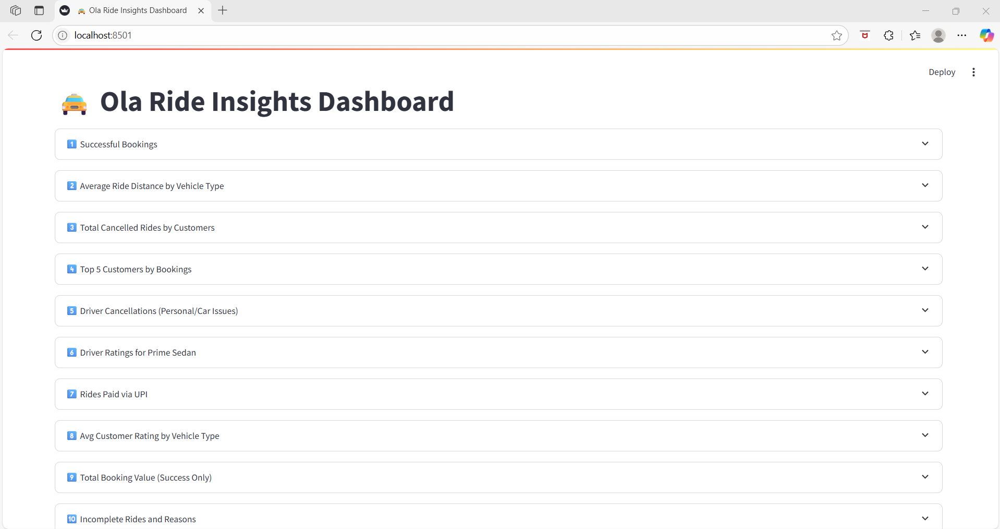 Ola Ride Insights Dashboard
localhost:8501
Deploy
Ola Ride Insights Dashboard
1 Successful Bookings
2 Average Ride Distance by Vehicle Type
3 Total Cancelled Rides by Customers
4 Top 5 Customers by Bookings
5 Driver Cancellations (Personal/Car Issues)
6 Driver Ratings for Prime Sedan
7 Rides Paid via UPI
8 Avg Customer Rating by Vehicle Type
9 Total Booking Value (Success Only)
10 Incomplete Rides and Reasons